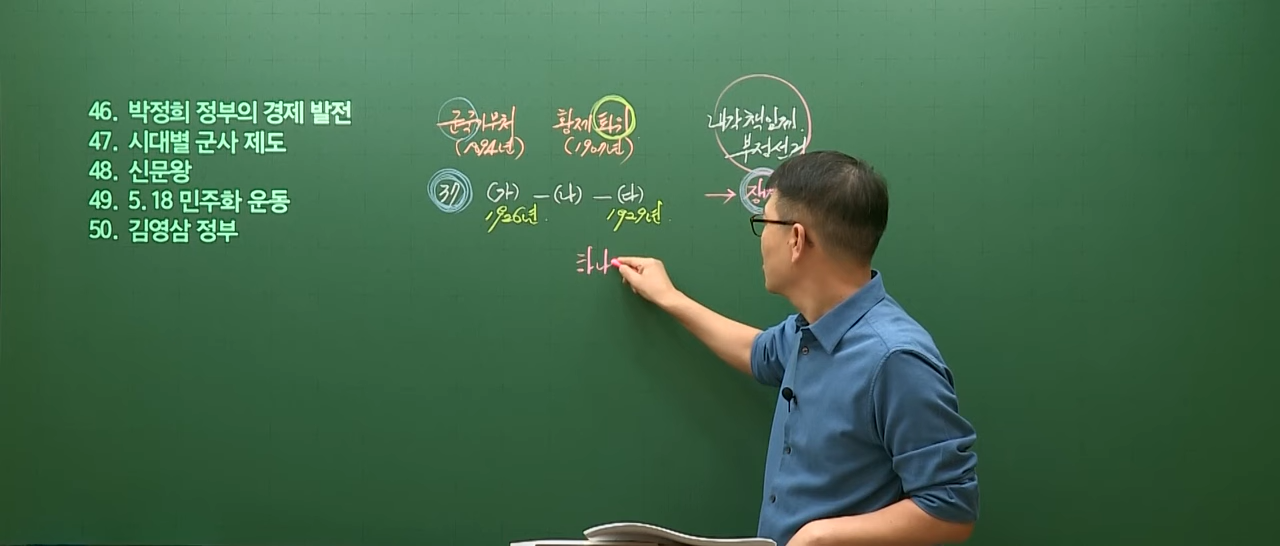 46. 박정희 정부의 경제 발전
47. 시대별 군사 제도
48. 신문왕
49. 5.18 민주화 운동
50. 김영삼 정부
군국기무처
(1894년)
황제 퇴위
(1907년)
내각책임제
부정선거
37 (가) - (나) - (다)
1926년
1929년
→ 장